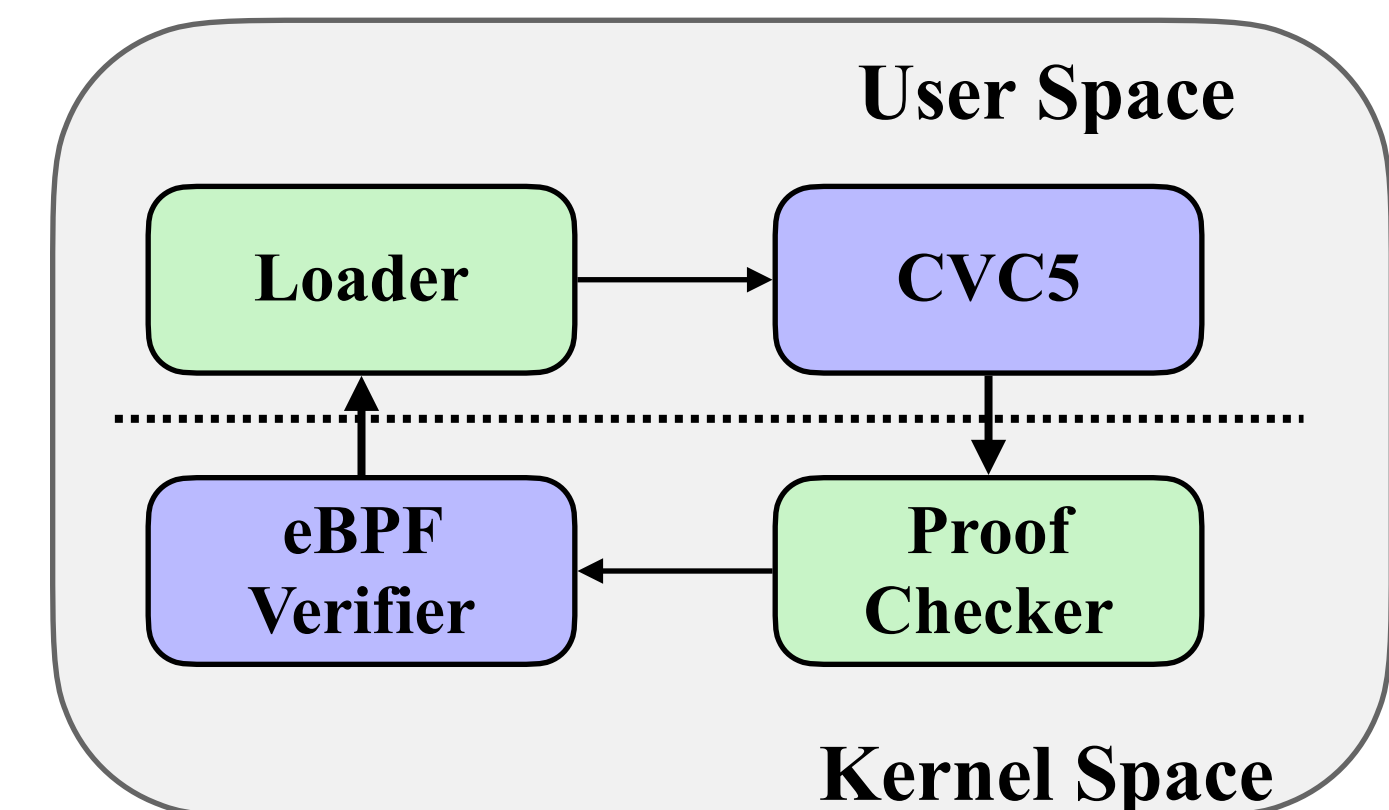 User Space
Loader
CVC5
eBPF
Verifier
Proof
Checker
Kernel Space